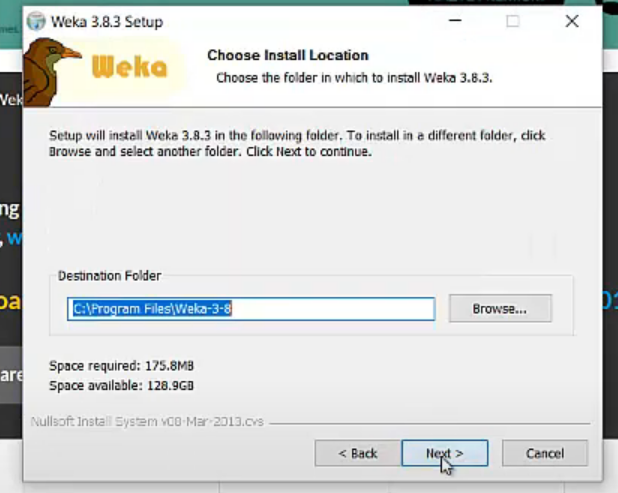 Weka 3.8.3 Setup
Weka
Choose Install Location
Choose the folder in which to install Weka 3.8.3.
Setup will install Weka 3.8.3 in the following folder. To install in a different folder, click
Browse and select another folder. Click Next to continue.
Destination Folder
C:\Program Files\Weka-3-8
Browse...
Space required: 175.8MB
Space available: 128.9GB
Nullsoft Install System v08-Mar-2013.cvs
< Back
Next >
Cancel